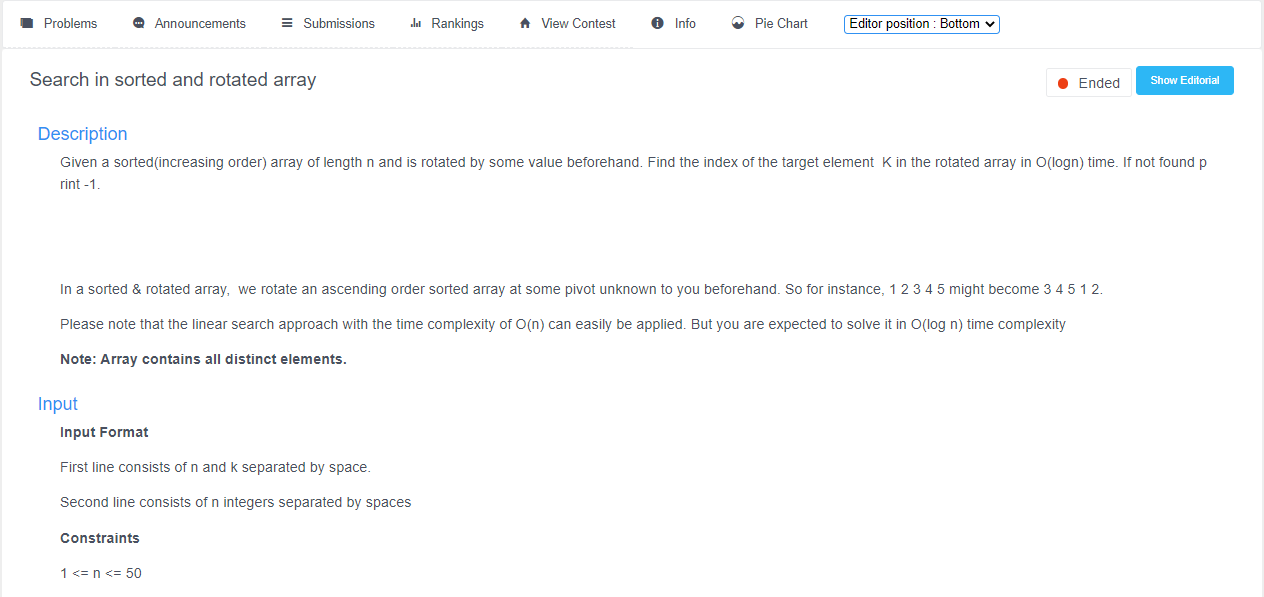 Problems Announcements Submissions Rankings View Contest Info Pie Chart Editor position : Bottom
Search in sorted and rotated array
Ended Show Editorial
Description
Given a sorted(increasing order) array of length n and is rotated by some value beforehand. Find the index of the target element  K in the rotated array in O(logn) time. If not found p
rint -1.
In a sorted & rotated array,  we rotate an ascending order sorted array at some pivot unknown to you beforehand. So for instance, 1 2 3 4 5 might become 3 4 5 1 2.
Please note that the linear search approach with the time complexity of O(n) can easily be applied. But you are expected to solve it in O(log n) time complexity
Note: Array contains all distinct elements.
Input
Input Format
First line consists of n and k separated by space.
Second line consists of n integers separated by spaces
Constraints
1 <= n <= 50